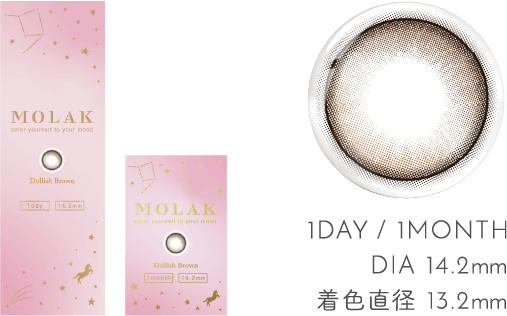 MOLAK
color yourself to your mood
Dollish Brown
1day 14.2mm
MOLAK
color yourself to your mood
Dollish Brown
1month 14.2mm
1DAY / 1MONTH
DIA 14.2mm
着色直径 13.2mm